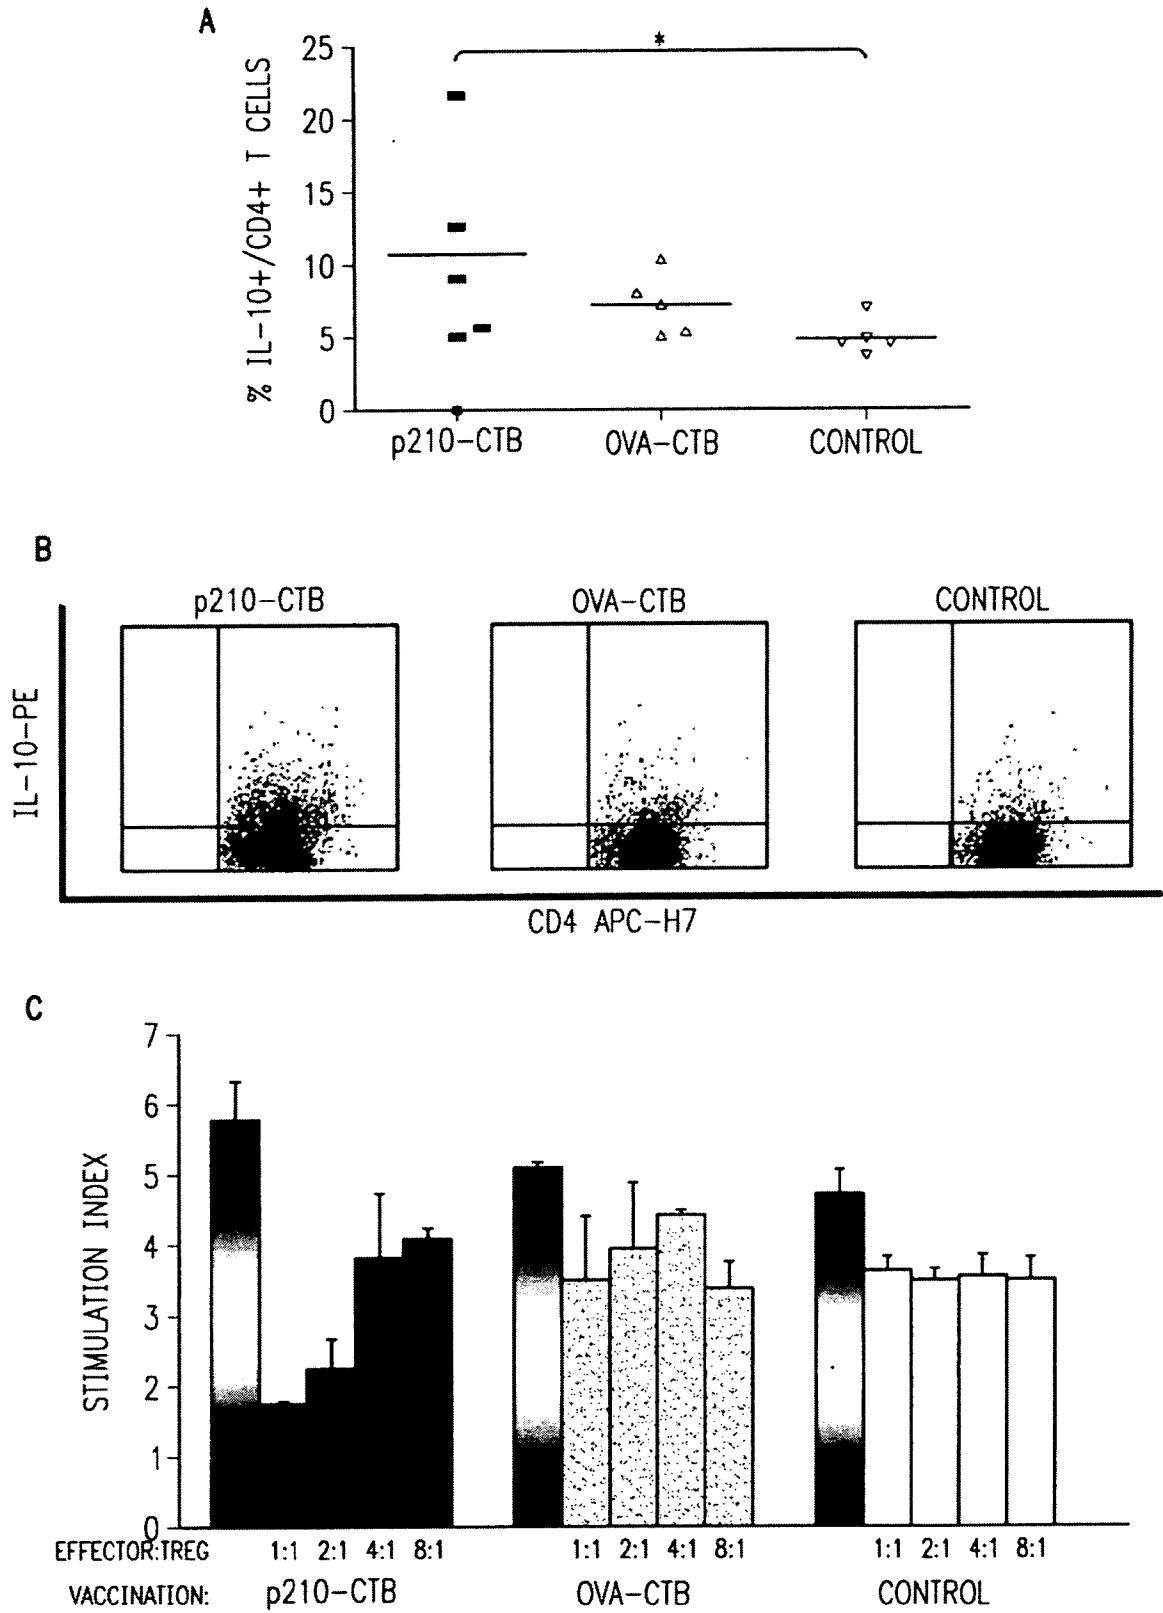 A
*
25
20
15
10
5
0
% IL-10+/CD4+ T CELLS
p210-CTB OVA-CTB CONTROL
B
p210-CTB OVA-CTB CONTROL
IL-10-PE
CD4 APC-H7
C
7
6
5
4
3
2
1
0
STIMULATION INDEX
EFFECTOR:TREG 1:1 2:1 4:1 8:1 1:1 2:1 4:1 8:1 1:1 2:1 4:1 8:1
VACCINATION: p210-CTB OVA-CTB CONTROL